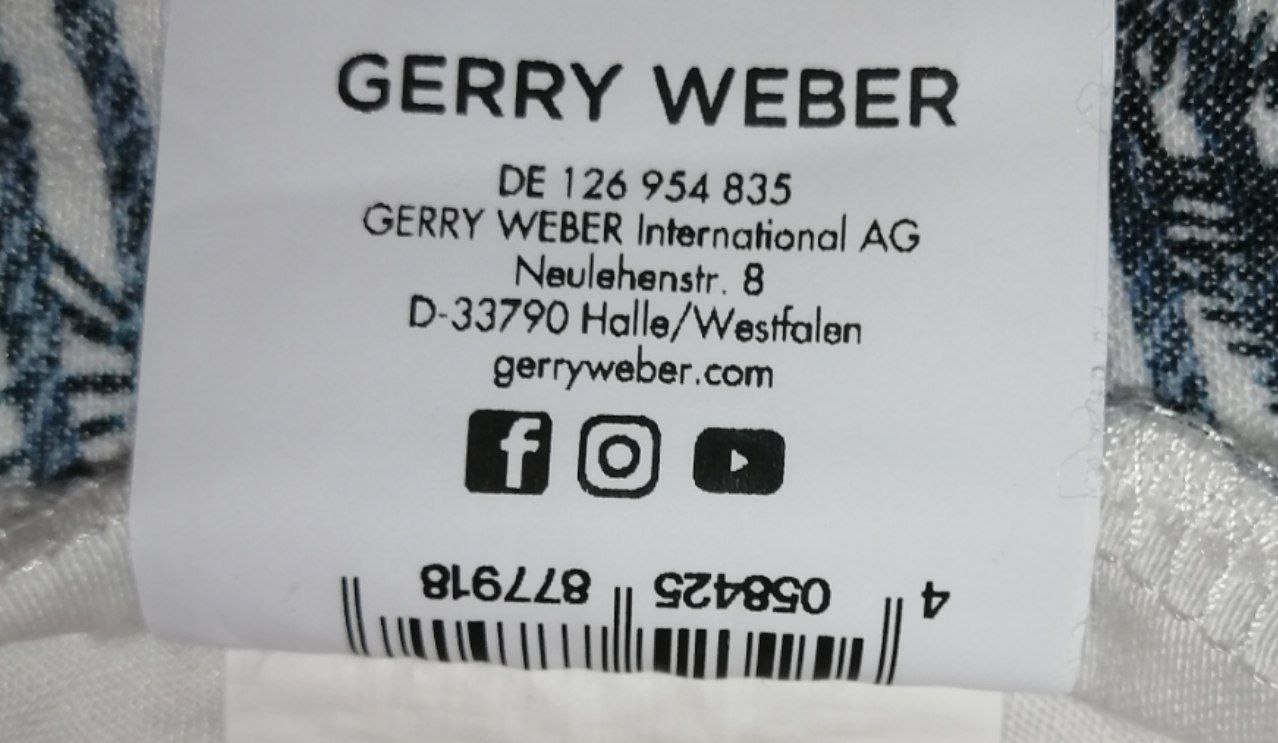 GERRY WEBER
DE 126 954 835
GERRY WEBER International AG
Neulehenstr. 8
D-33790 Halle/Westfalen
gerryweber.com
4 058425 877918